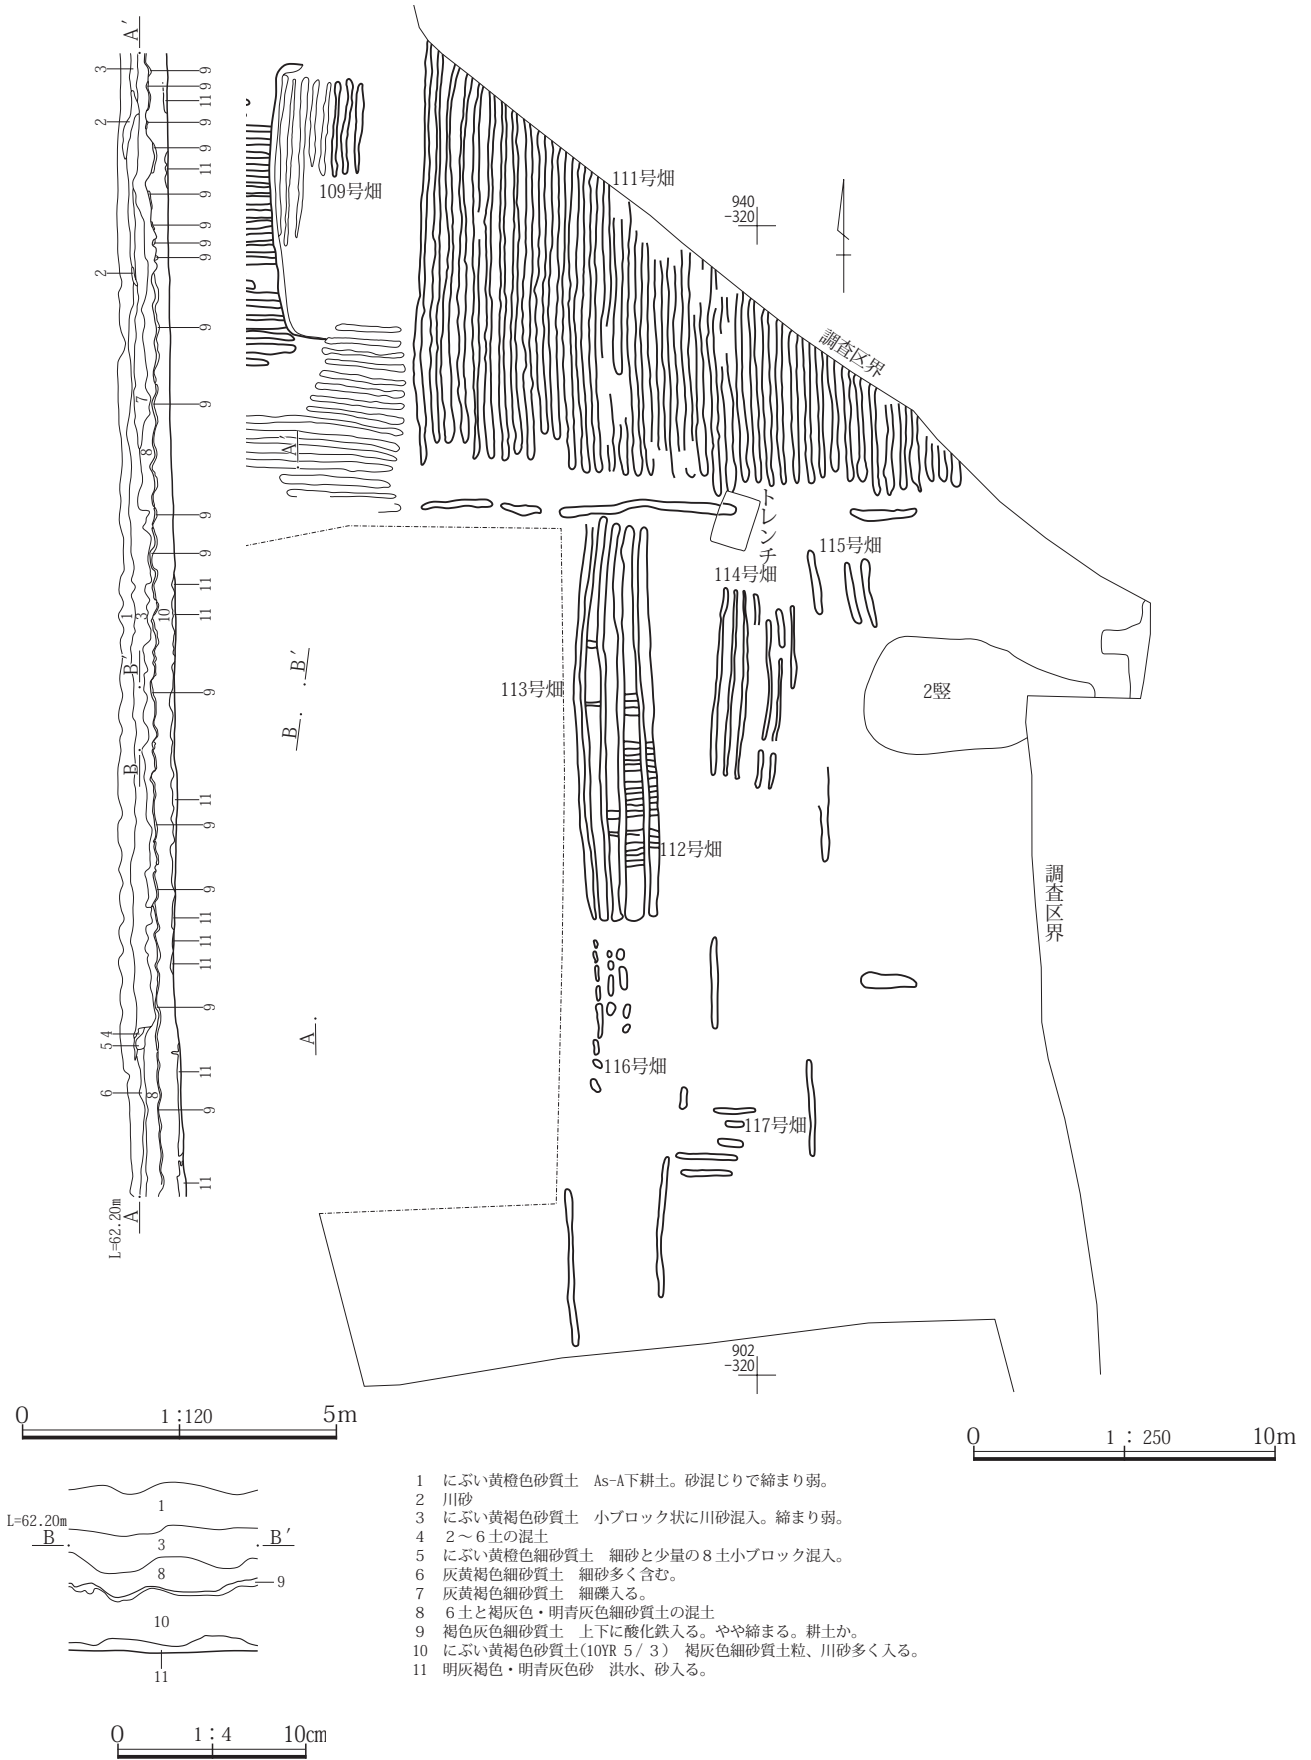 A′
3
9
9
11
2
9
9
11
9
9
9
9
2
9
9
7
8
9
9
11
11
1
3
10
B′
9
B
11
9
9
11
11
11
9
4
5
11
6
8
9
11
A
L=62.20m
109号畑
111号畑
940
-320
調査区界
A′
トレンチ
115号畑
114号畑
B′
113号畑
B
2竪
112号畑
調査区界
A
116号畑
117号畑
902
-320
0 1:120 5m
0 1:250 10m
1
L=62.20m
B B′
3
8
9
10
11
0 1:4 10cm
1 にぶい黄橙色砂質土 As-A下耕土。砂混じりで締まり弱。
2 川砂
3 にぶい黄褐色砂質土 小ブロック状に川砂混入。締まり弱。
4 2～6土の混土
5 にぶい黄橙色細砂質土 細砂と少量の8土小ブロック混入。
6 灰黄褐色細砂質土 細砂多く含む。
7 灰黄褐色細砂質土 細礫入る。
8 6土と褐灰色・明青灰色細砂質土の混土
9 褐色灰色細砂質土 上下に酸化鉄入る。やや締まる。耕土か。
10 にぶい黄褐色砂質土(10YR 5/3) 褐灰色細砂質土粒、川砂多く入る。
11 明灰褐色・明青灰色砂 洪水、砂入る。